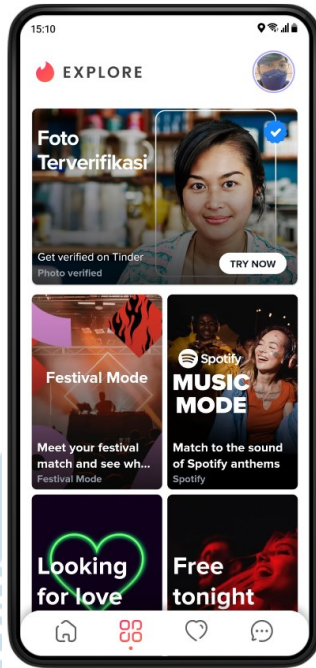 15:10
EXPLORE
Foto
Terverifikasi
Get verified on Tinder
Photo verified
TRY NOW
Festival Mode
Meet your festival
match and see wh...
Festival Mode
Spotify
MUSIC
MODE
Match to the sound
of Spotify anthems
Spotify
Looking
for love
Free
tonight